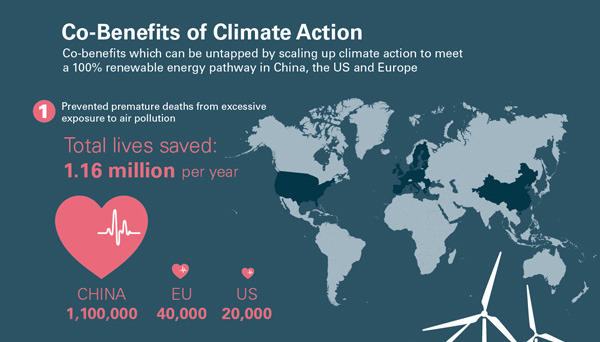 Co-Benefits of Climate Action
Co-benefits which can be untapped by scaling up climate action to meet
a 100% renewable energy pathway in China, the US and Europe
1 Prevented premature deaths from excessive
exposure to air pollution
Total lives saved:
1.16 million per year
CHINA
1,100,000
EU
40,000
US
20,000